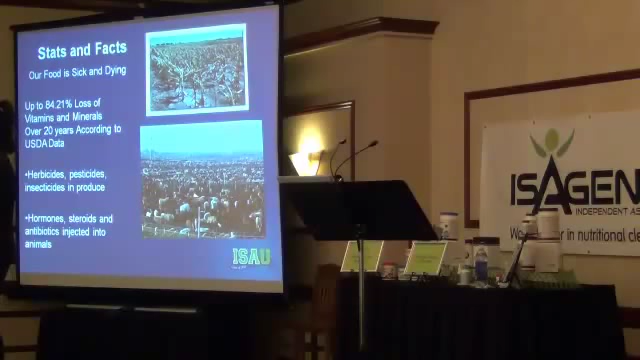 Stats and Facts
Our Food is Sick and Dying
Up to 84.21% Loss of
Vitamins and Minerals
Over 20 years According to
USDA Data
•Herbicides, pesticides,
insecticides in produce
•Hormones, steroids and
antibiotics injected into
animals
ISAU
ISAGEN
INDEPENDENT AS
in nutritional cle